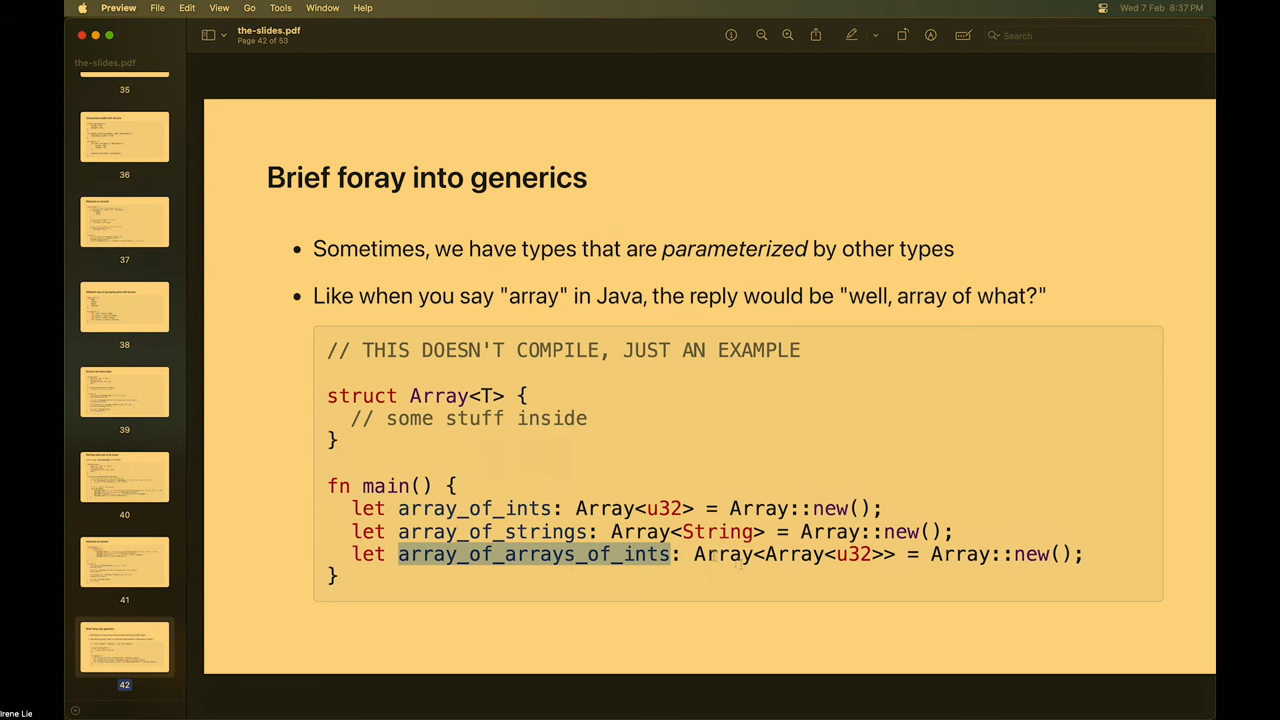 Preview File Edit View Go Tools Window Help
Wed 7 Feb 8:37 PM
the-slides.pdf
Page 42 of 53
Search
the-slides.pdf
35
36
37
38
39
40
41
42
Brief foray into generics
• Sometimes, we have types that are parameterized by other types
• Like when you say "array" in Java, the reply would be "well, array of what?"
// THIS DOESN'T COMPILE, JUST AN EXAMPLE
struct Array<T> {
// some stuff inside
}
fn main() {
let array_of_ints: Array<u32> = Array::new();
let array_of_strings: Array<String> = Array::new();
let array_of_arrays_of_ints: Array<Array<u32>> = Array::new();
}
Irene Lie